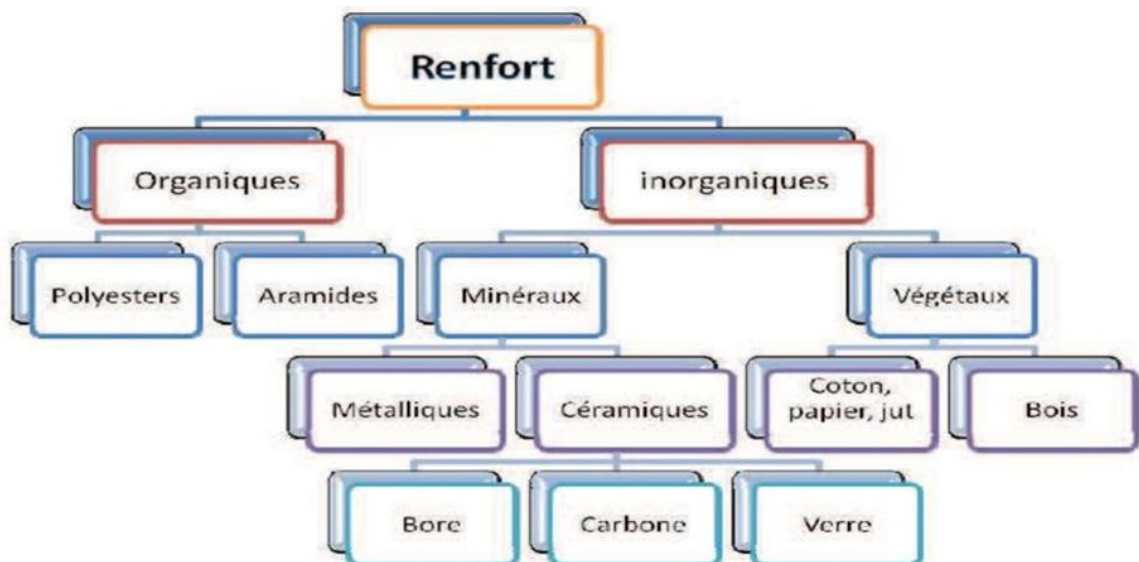 Renfort
Organiques
inorganiques
Polyesters
Aramides
Minéraux
Végétaux
Métalliques
Céramiques
Coton,
papier, jut
Bois
Bore
Carbone
Verre